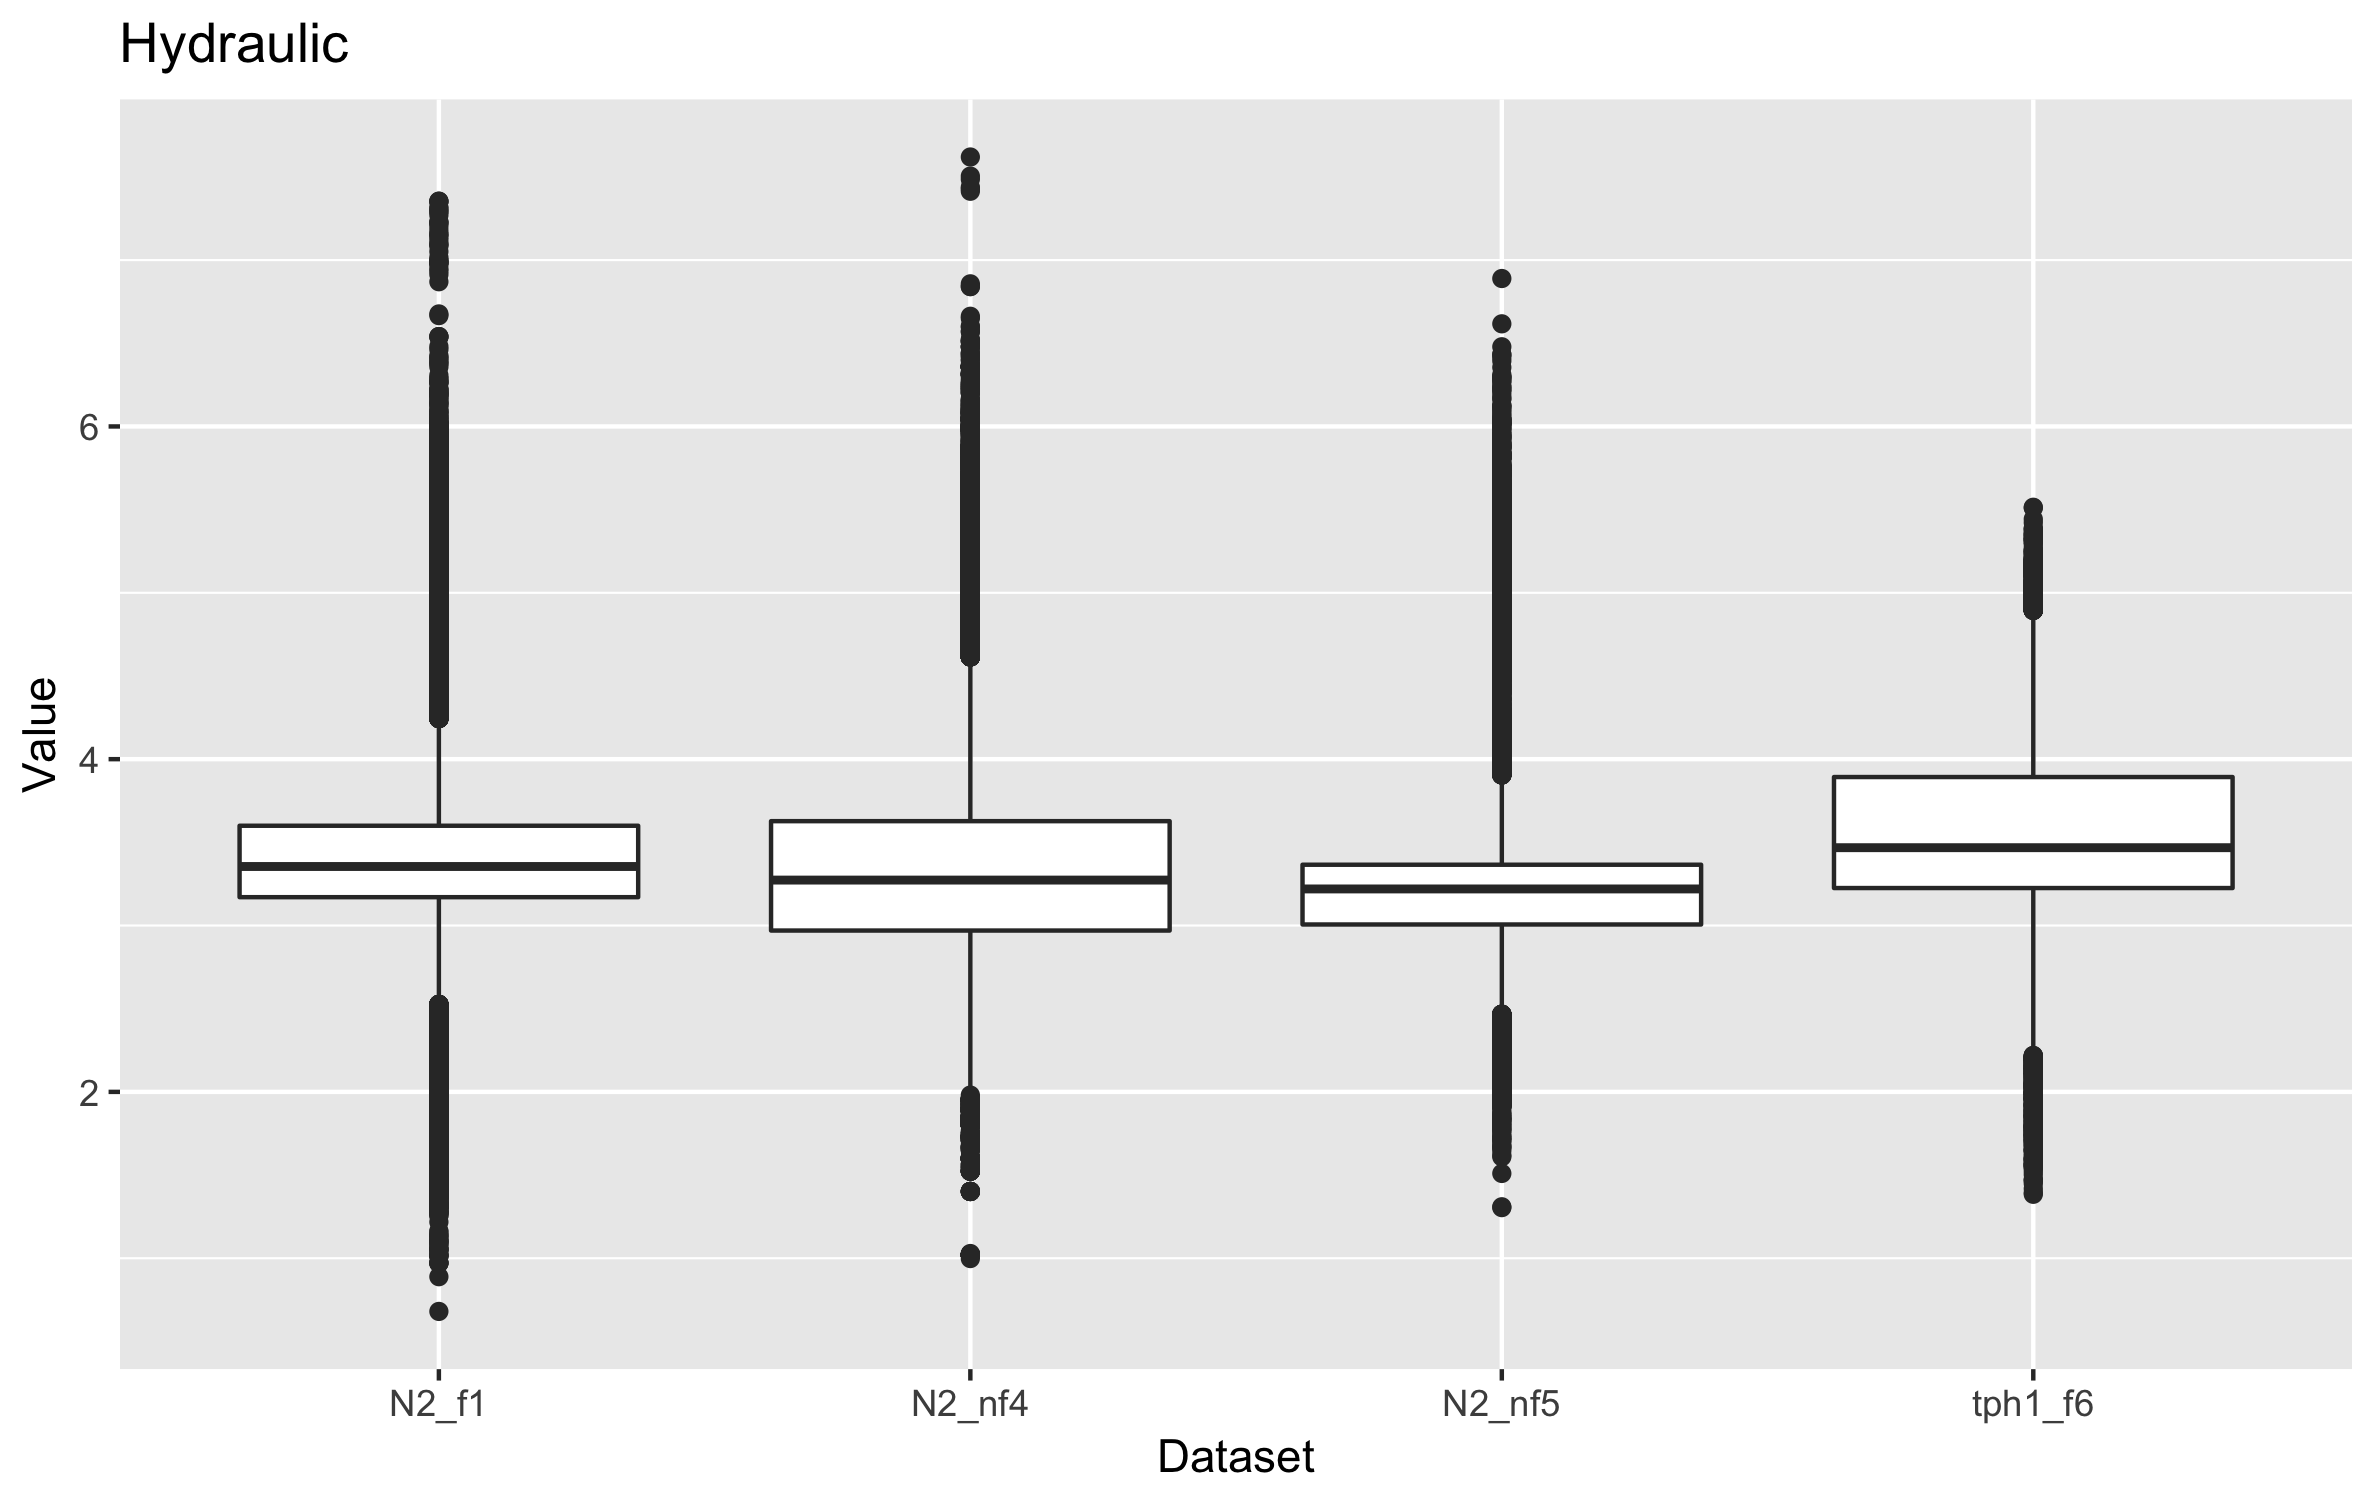 Hydraulic
Value
6
4
2
N2_f1
N2_nf4
N2_nf5
tph1_f6
Dataset